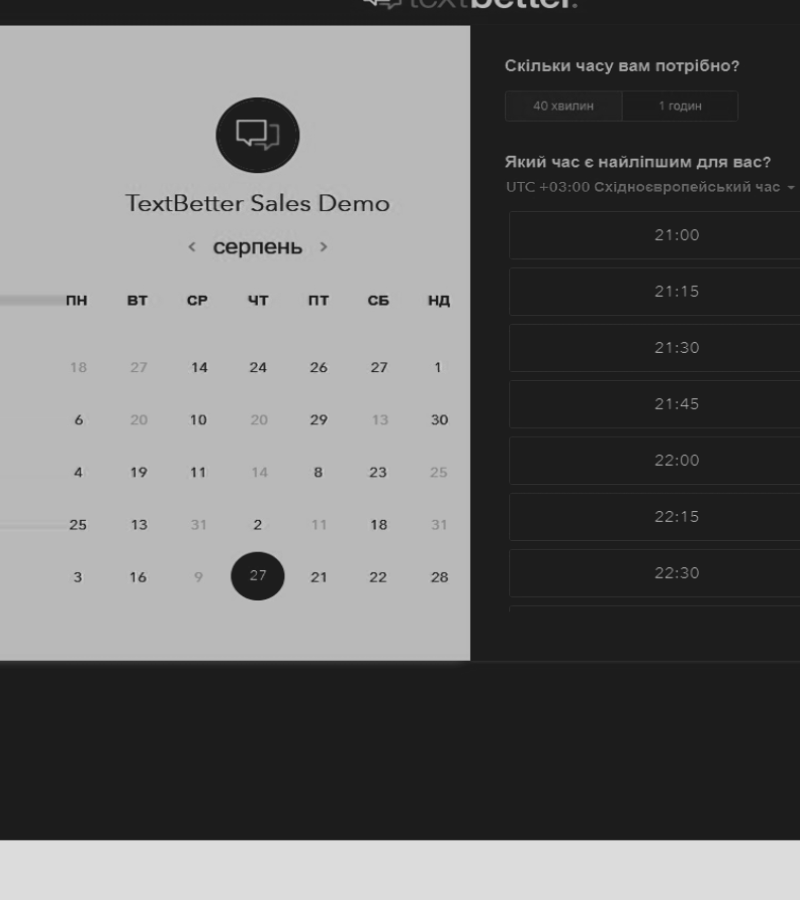 textbetter.
TextBetter Sales Demo
< серпень >
ПН ВТ СР ЧТ ПТ СБ НД
18 27 14 24 26 27 1
6 20 10 20 29 13 30
4 19 11 14 8 23 25
25 13 31 2 11 18 31
3 16 9 27 21 22 28
Скільки часу вам потрібно?
40 хвилин 1 годин
Який час є найліпшим для вас?
UTC +03:00 Східноєвропейський час
21:00
21:15
21:30
21:45
22:00
22:15
22:30